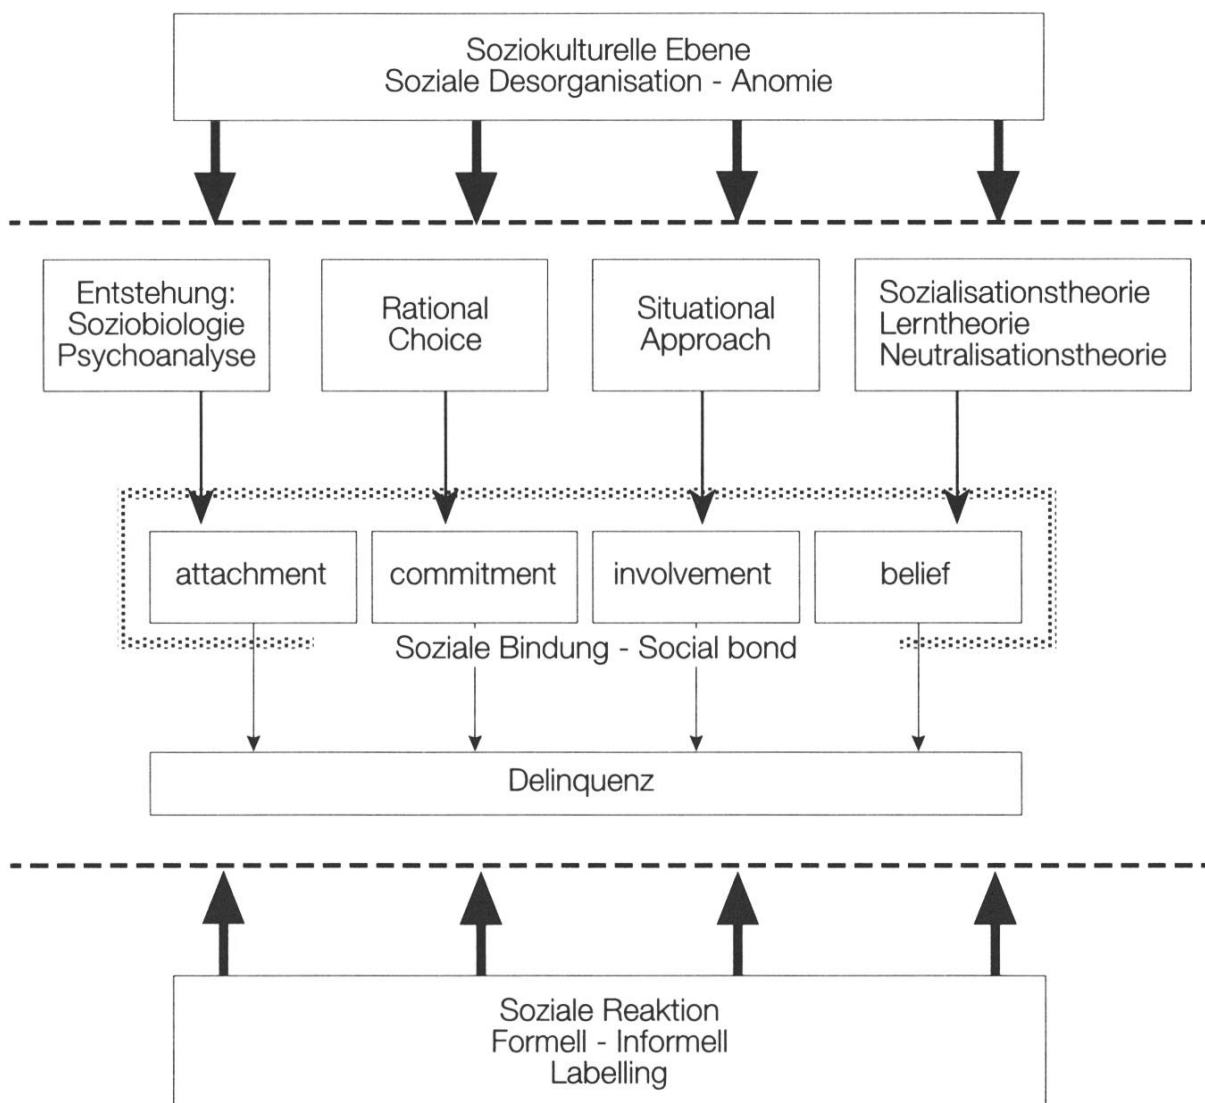 Soziokulturelle Ebene
Soziale Desorganisation - Anomie
Entstehung:
Soziobiologie
Psychoanalyse
Rational
Choice
Situational
Approach
Sozialisationstheorie
Lerntheorie
Neutralisationstheorie
attachment
commitment
involvement
belief
Soziale Bindung - Social bond
Delinquenz
Soziale Reaktion
Formell - Informell
Labelling